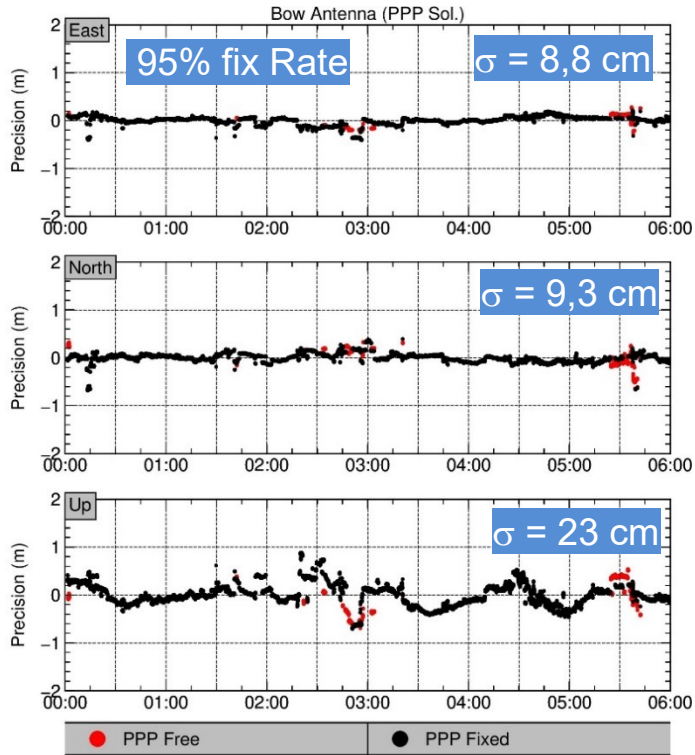 Bow Antenna (PPP Sol.)
East
95% fix Rate
σ = 8,8 cm
Precision (m)
2
1
0
−1
−2
00:00 01:00 02:00 03:00 04:00 05:00 06:00
North
σ = 9,3 cm
Precision (m)
2
1
0
−1
−2
00:00 01:00 02:00 03:00 04:00 05:00 06:00
Up
σ = 23 cm
Precision (m)
2
1
0
−1
−2
00:00 01:00 02:00 03:00 04:00 05:00 06:00
PPP Free PPP Fixed